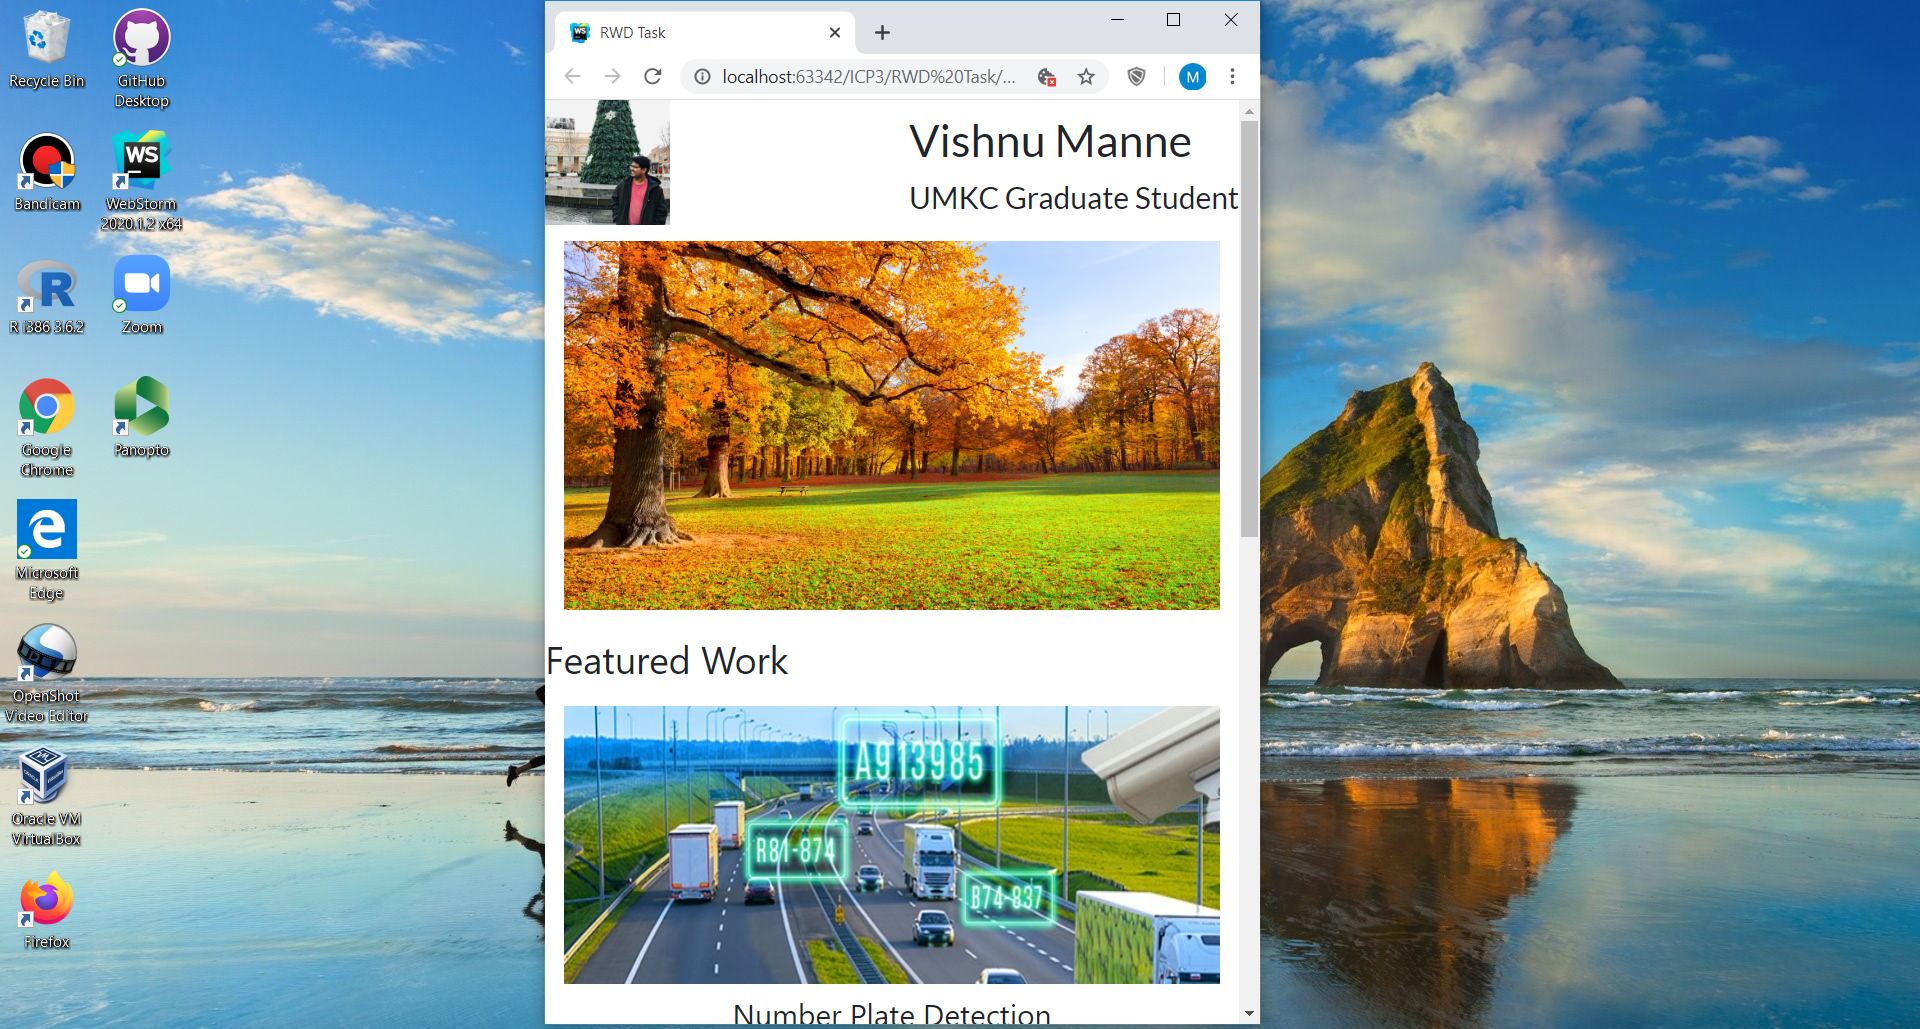 Recycle Bin
GitHub
Desktop
Bandicam
WS
WebStorm
2020.1.2 x64
R
R i386 3.6.2
Zoom
Google
Chrome
Panopto
Microsoft
Edge
OpenShot
Video Editor
Oracle VM
VirtualBox
Firefox
WS
RWD Task
localhost:63342/ICP3/RWD%20Task/...
M
Vishnu Manne
UMKC Graduate Student
Featured Work
A913985
R81-874
B74-837
Number Plate Detection